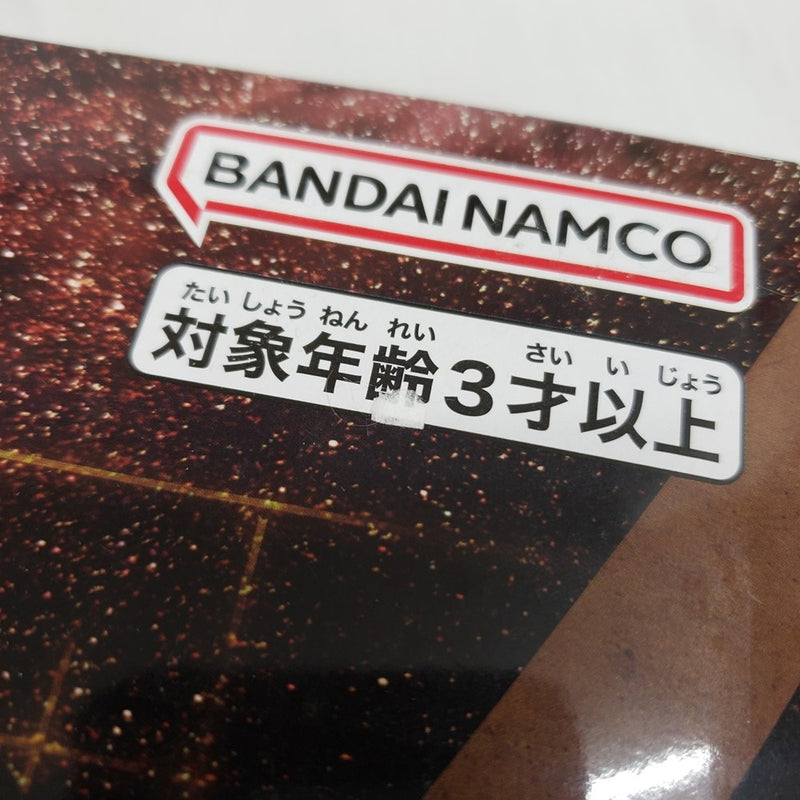 BANDAI NAMCO
たい しょう ねん れい さい い じょう
対象年齢3才以上